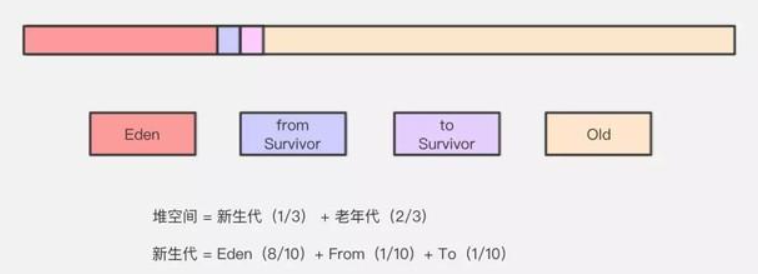 Eden
from
Survivor
to
Survivor
Old
堆空间 = 新生代（1/3） + 老年代（2/3）
新生代 = Eden（8/10）+ From（1/10）+ To（1/10）